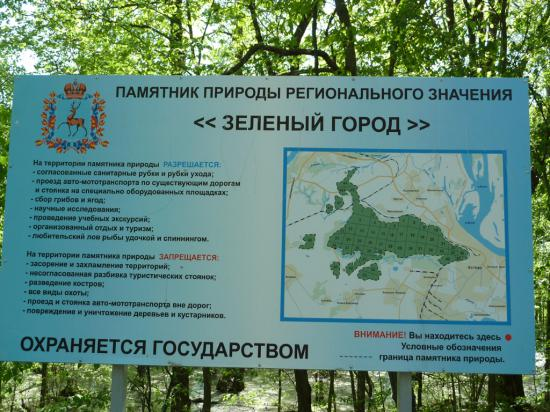 ПАМЯТНИК ПРИРОДЫ РЕГИОНАЛЬНОГО ЗНАЧЕНИЯ
<< ЗЕЛЕНЫЙ ГОРОД >>
На территории памятника природы РАЗРЕШАЕТСЯ:
- согласованные санитарные рубки и рубки ухода;
- проезд авто-мототранспорта по существующим дорогам
и стоянка на специально оборудованных площадках;
- сбор грибов и ягод;
- научные исследования;
- проведение учебных экскурсий;
- организованный отдых и туризм;
- любительский лов рыбы удочкой и спиннингом.
На территории памятника природы ЗАПРЕЩАЕТСЯ:
- засорение и захламление территорий;
- несогласованная разбивка туристических стоянок;
- разведение костров;
- все виды охоты;
- проезд и стоянка авто-мототранспорта вне дорог;
- повреждение и уничтожение деревьев и кустарников.
ВНИМАНИЕ! Вы находитесь здесь
Условные обозначения
граница памятника природы.
ОХРАНЯЕТСЯ ГОСУДАРСТВОМ